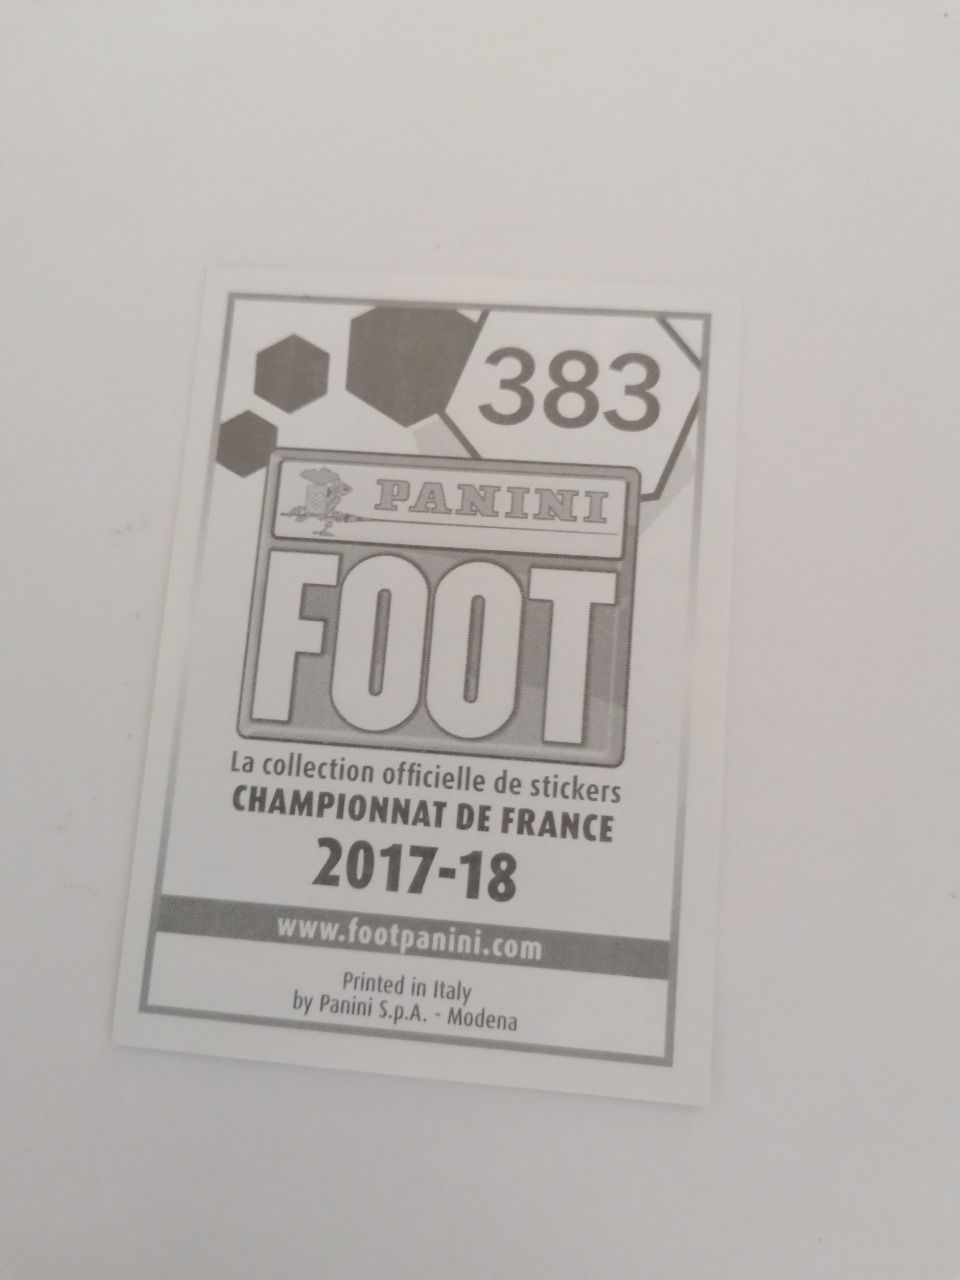 383
PANINI
FOOT
La collection officielle de stickers
CHAMPIONNAT DE FRANCE
2017-18
www.footpanini.com
Printed in Italy
by Panini S.p.A. - Modena